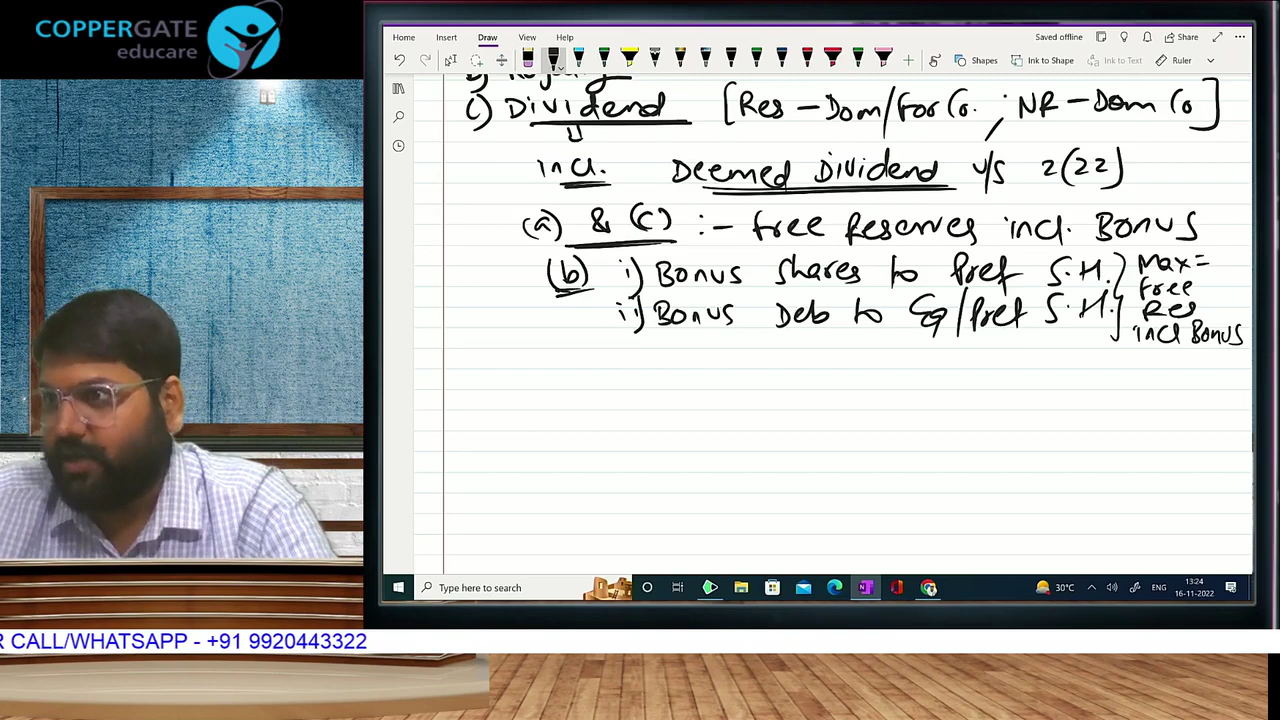 COPPERGATE
educare
Home Insert Draw View Help
Saved offline
Share
Shapes
Ink to Shape
Ink to Text
Ruler
c) Dividend [Res - Dom/For Co. ; NR - Dom Co]
incl. Deemed Dividend u/s 2(22)
(a) & (c) :- free Reserves incl. Bonus
(b) i) Bonus shares to Pref S.H.
ii) Bonus Deb to Eq/Pref S.H.
Max =
free
Res
incl Bonus
Type here to search
30°C
ENG
13:24
16-11-2022
R CALL/WHATSAPP - +91 9920443322